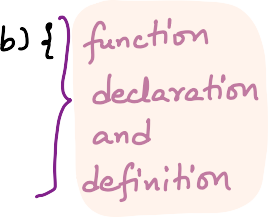 b) { function
declaration
and
definition